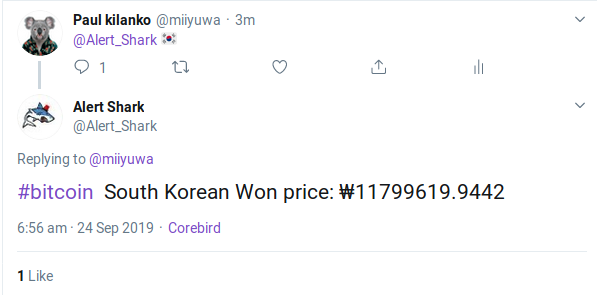 Paul kilanko @miiyuwa · 3m
@Alert_Shark 🇰🇷
1
Alert Shark
@Alert_Shark
Replying to @miiyuwa
#bitcoin South Korean Won price: ₩11799619.9442
6:56 am · 24 Sep 2019 · Corebird
1 Like